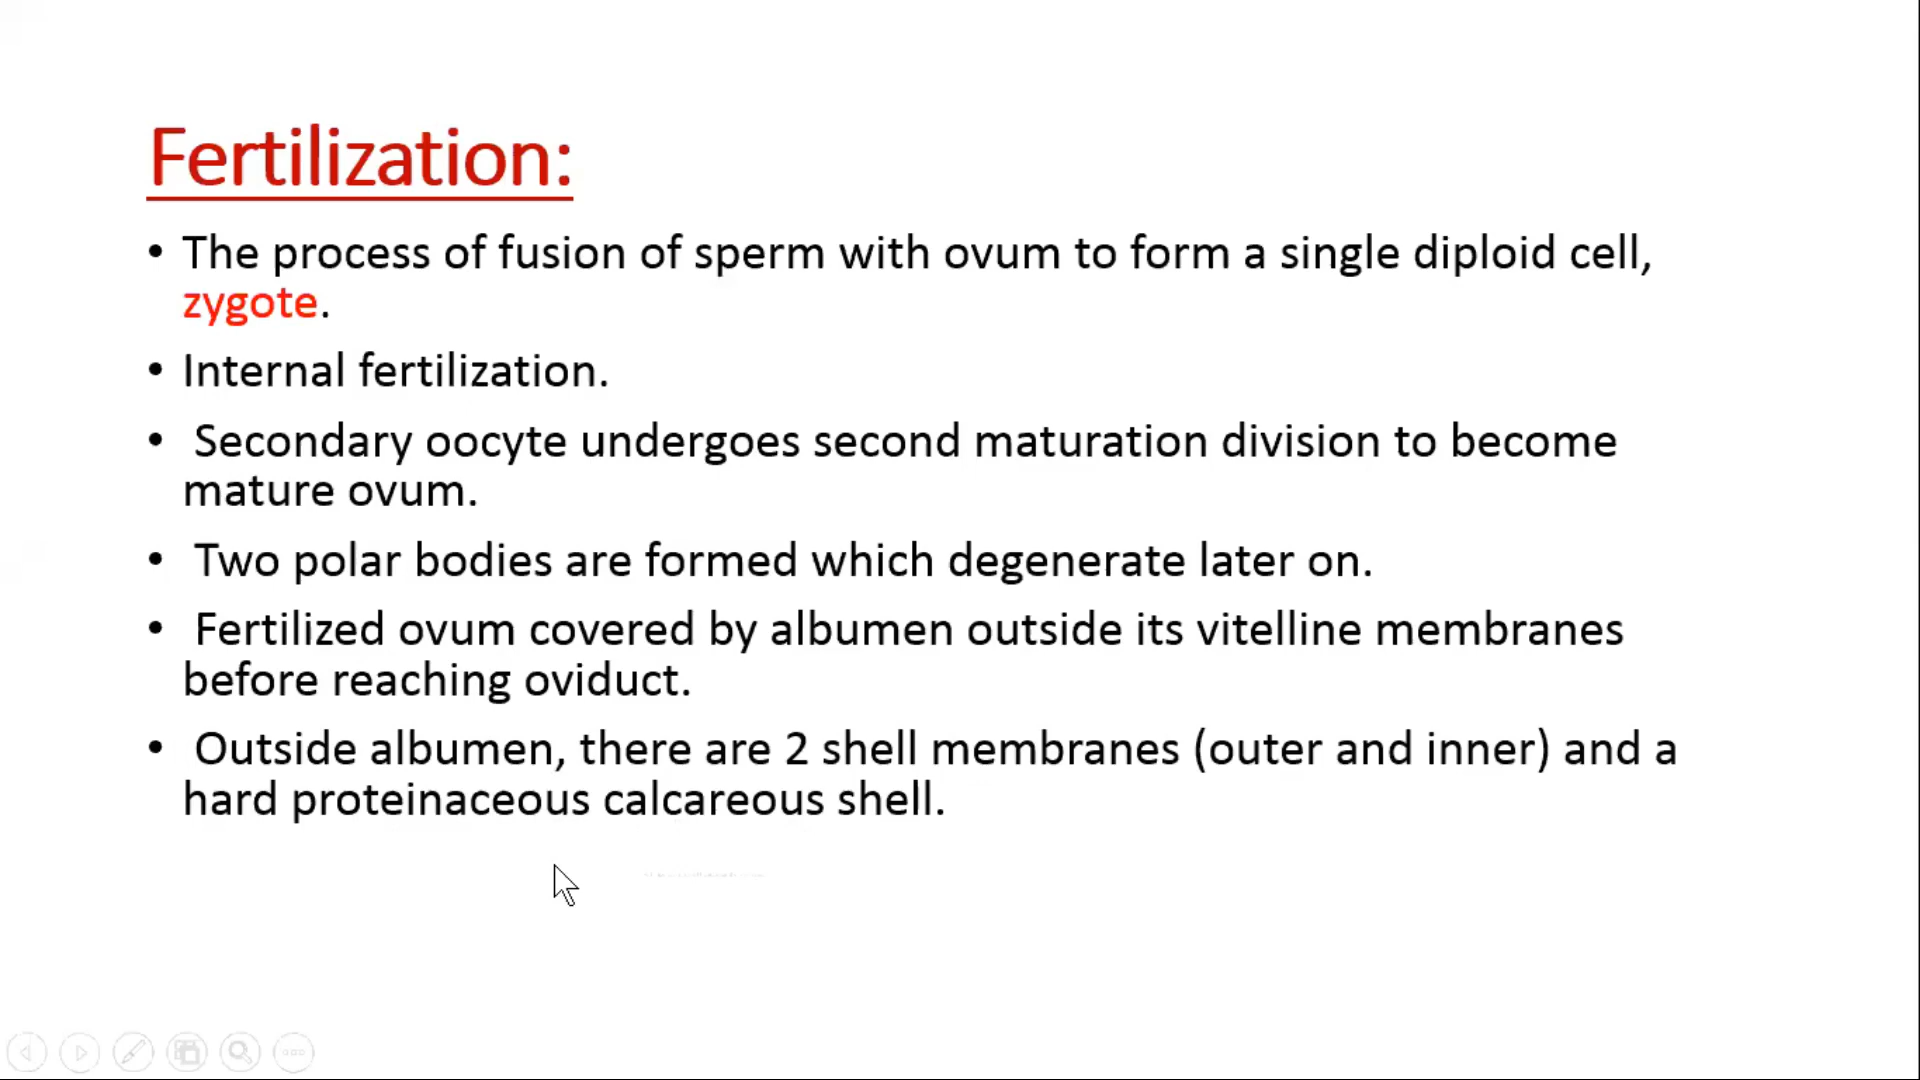 Fertilization:
• The process of fusion of sperm with ovum to form a single diploid cell,
zygote.
• Internal fertilization.
• Secondary oocyte undergoes second maturation division to become
mature ovum.
• Two polar bodies are formed which degenerate later on.
• Fertilized ovum covered by albumen outside its vitelline membranes
before reaching oviduct.
• Outside albumen, there are 2 shell membranes (outer and inner) and a
hard proteinaceous calcareous shell.